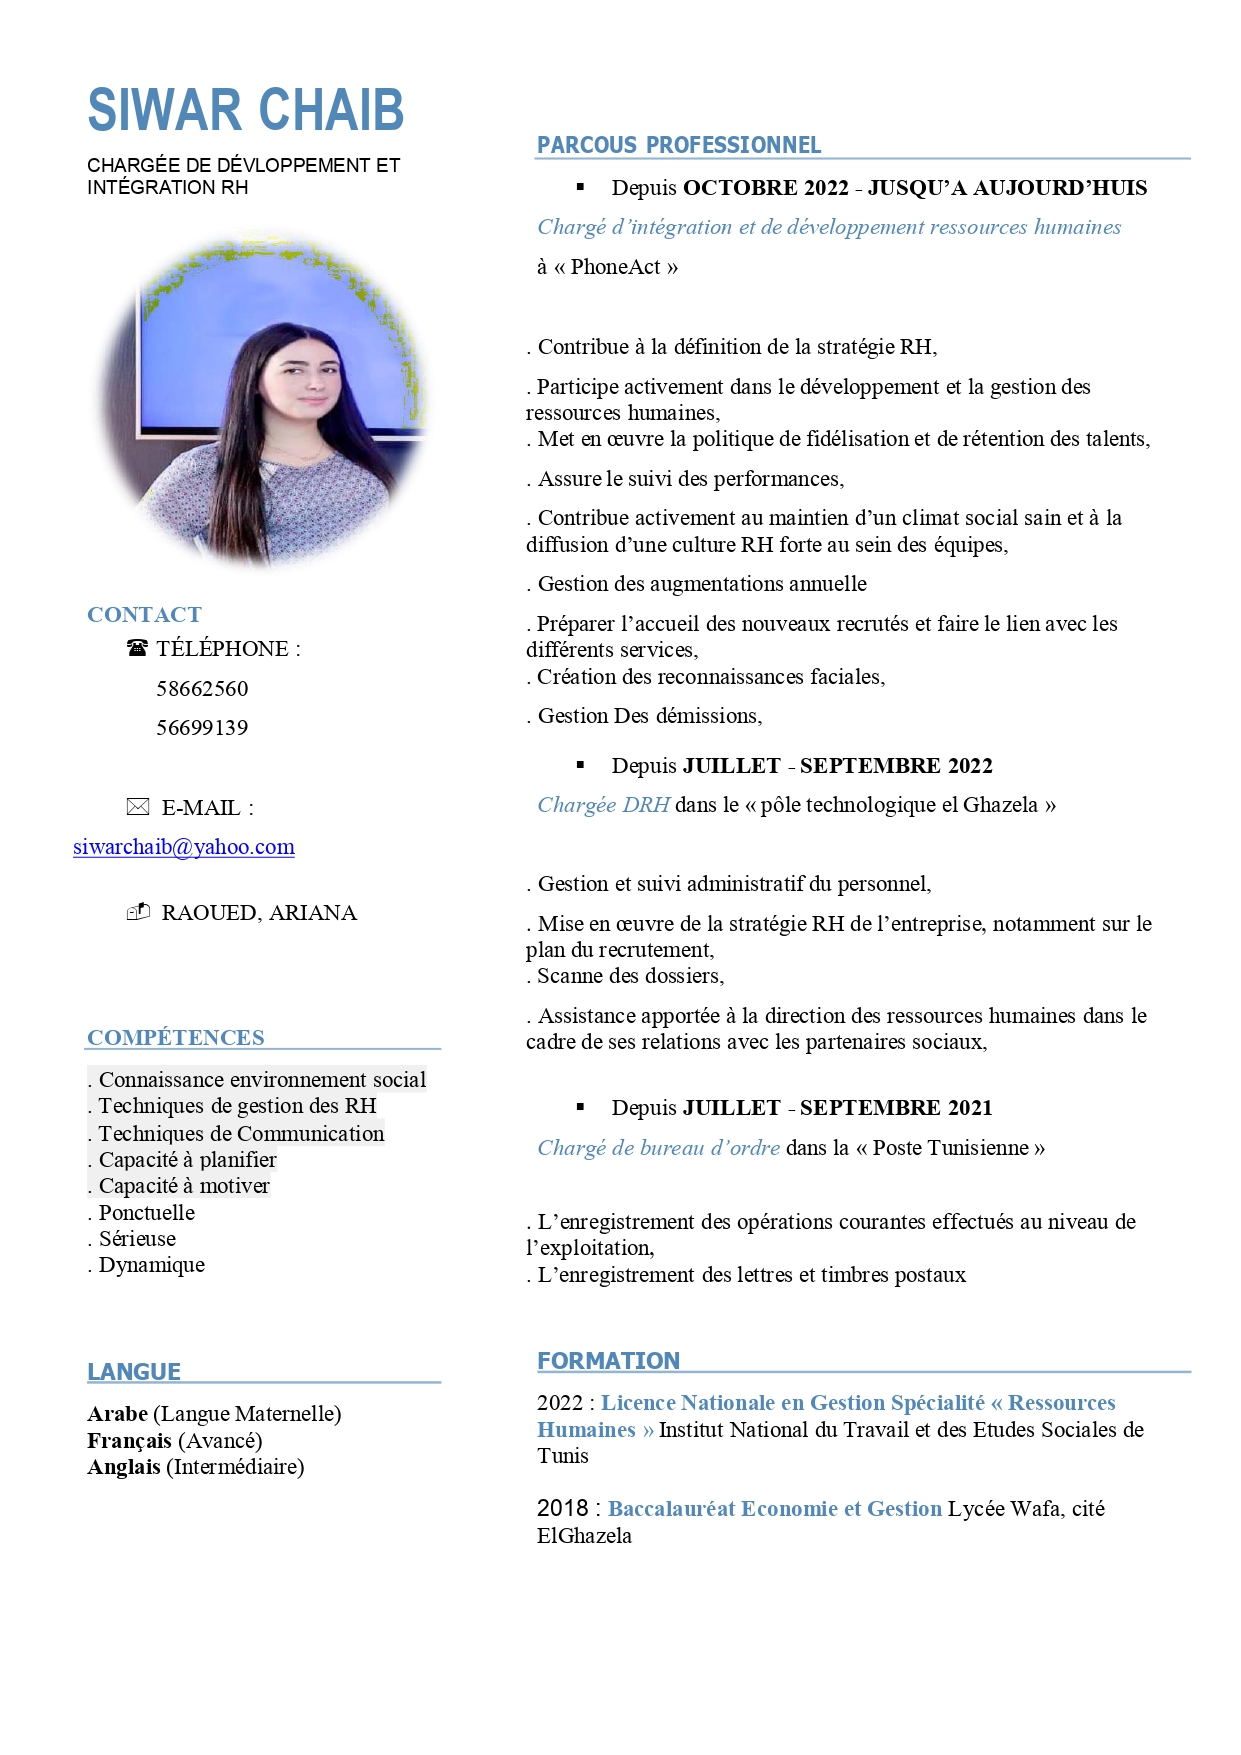 SIWAR CHAIB
CHARGÉE DE DÉVLOPPEMENT ET
INTÉGRATION RH
CONTACT
TÉLÉPHONE :
58662560
56699139
E-MAIL :
siwarchaib@yahoo.com
RAOUED, ARIANA
COMPÉTENCES
. Connaissance environnement social
. Techniques de gestion des RH
. Techniques de Communication
. Capacité à planifier
. Capacité à motiver
. Ponctuelle
. Sérieuse
. Dynamique
LANGUE
Arabe (Langue Maternelle)
Français (Avancé)
Anglais (Intermédiaire)
PARCOUS PROFESSIONNEL
▪ Depuis OCTOBRE 2022 - JUSQU’A AUJOURD’HUIS
Chargé d’intégration et de développement ressources humaines
à « PhoneAct »
. Contribue à la définition de la stratégie RH,
. Participe activement dans le développement et la gestion des
ressources humaines,
. Met en œuvre la politique de fidélisation et de rétention des talents,
. Assure le suivi des performances,
. Contribue activement au maintien d’un climat social sain et à la
diffusion d’une culture RH forte au sein des équipes,
. Gestion des augmentations annuelle
. Préparer l’accueil des nouveaux recrutés et faire le lien avec les
différents services,
. Création des reconnaissances faciales,
. Gestion Des démissions,
▪ Depuis JUILLET - SEPTEMBRE 2022
Chargée DRH dans le « pôle technologique el Ghazela »
. Gestion et suivi administratif du personnel,
. Mise en œuvre de la stratégie RH de l’entreprise, notamment sur le
plan du recrutement,
. Scanne des dossiers,
. Assistance apportée à la direction des ressources humaines dans le
cadre de ses relations avec les partenaires sociaux,
▪ Depuis JUILLET - SEPTEMBRE 2021
Chargé de bureau d’ordre dans la « Poste Tunisienne »
. L’enregistrement des opérations courantes effectués au niveau de
l’exploitation,
. L’enregistrement des lettres et timbres postaux
FORMATION
2022 : Licence Nationale en Gestion Spécialité « Ressources
Humaines » Institut National du Travail et des Etudes Sociales de
Tunis
2018 : Baccalauréat Economie et Gestion Lycée Wafa, cité
ElGhazela